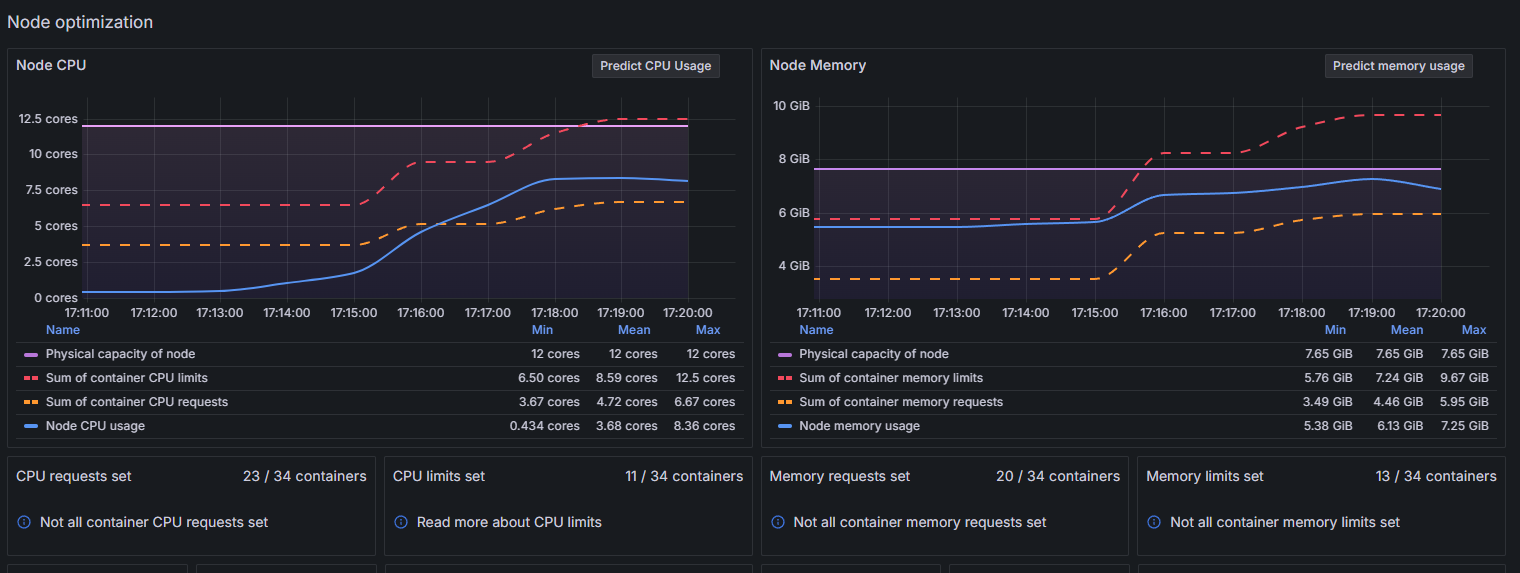 Node optimization
Node CPU
Predict CPU Usage
12.5 cores
10 cores
7.5 cores
5 cores
2.5 cores
0 cores
17:11:00 17:12:00 17:13:00 17:14:00 17:15:00 17:16:00 17:17:00 17:18:00 17:19:00 17:20:00
Name Min Mean Max
Physical capacity of node 12 cores 12 cores 12 cores
Sum of container CPU limits 6.50 cores 8.59 cores 12.5 cores
Sum of container CPU requests 3.67 cores 4.72 cores 6.67 cores
Node CPU usage 0.434 cores 3.68 cores 8.36 cores
Node Memory
Predict memory usage
10 GiB
8 GiB
6 GiB
4 GiB
17:11:00 17:12:00 17:13:00 17:14:00 17:15:00 17:16:00 17:17:00 17:18:00 17:19:00 17:20:00
Name Min Mean Max
Physical capacity of node 7.65 GiB 7.65 GiB 7.65 GiB
Sum of container memory limits 5.76 GiB 7.24 GiB 9.67 GiB
Sum of container memory requests 3.49 GiB 4.46 GiB 5.95 GiB
Node memory usage 5.38 GiB 6.13 GiB 7.25 GiB
CPU requests set 23 / 34 containers
Not all container CPU requests set
CPU limits set 11 / 34 containers
Read more about CPU limits
Memory requests set 20 / 34 containers
Not all container memory requests set
Memory limits set 13 / 34 containers
Not all container memory limits set